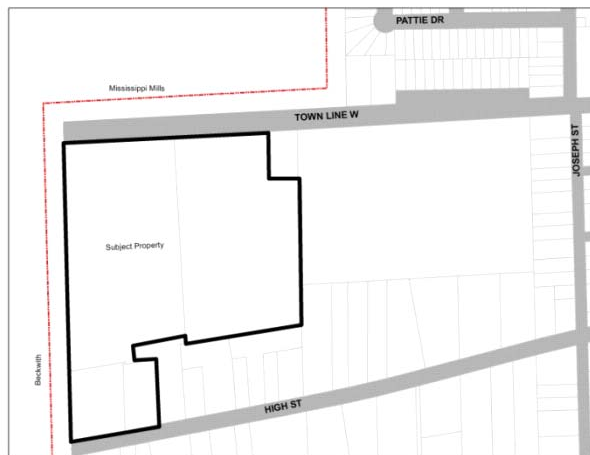 PATTIE DR
Mississippi Mills
TOWN LINE W
JOSEPH ST
Subject Property
Beckwith
HIGH ST